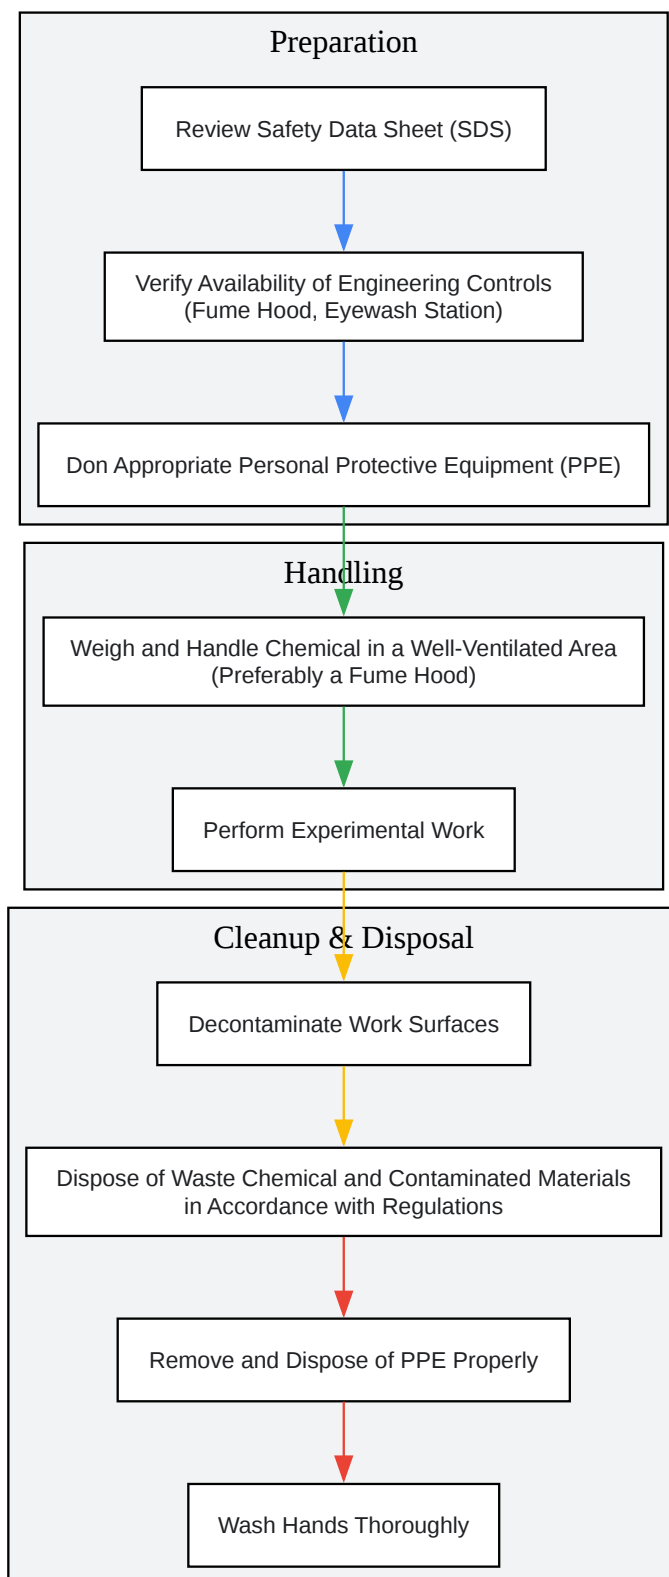 Preparation
Review Safety Data Sheet (SDS)
Verify Availability of Engineering Controls
(Fume Hood, Eyewash Station)
Don Appropriate Personal Protective Equipment (PPE)
Handling
Weigh and Handle Chemical in a Well-Ventilated Area
(Preferably a Fume Hood)
Perform Experimental Work
Cleanup & Disposal
Decontaminate Work Surfaces
Dispose of Waste Chemical and Contaminated Materials
in Accordance with Regulations
Remove and Dispose of PPE Properly
Wash Hands Thoroughly